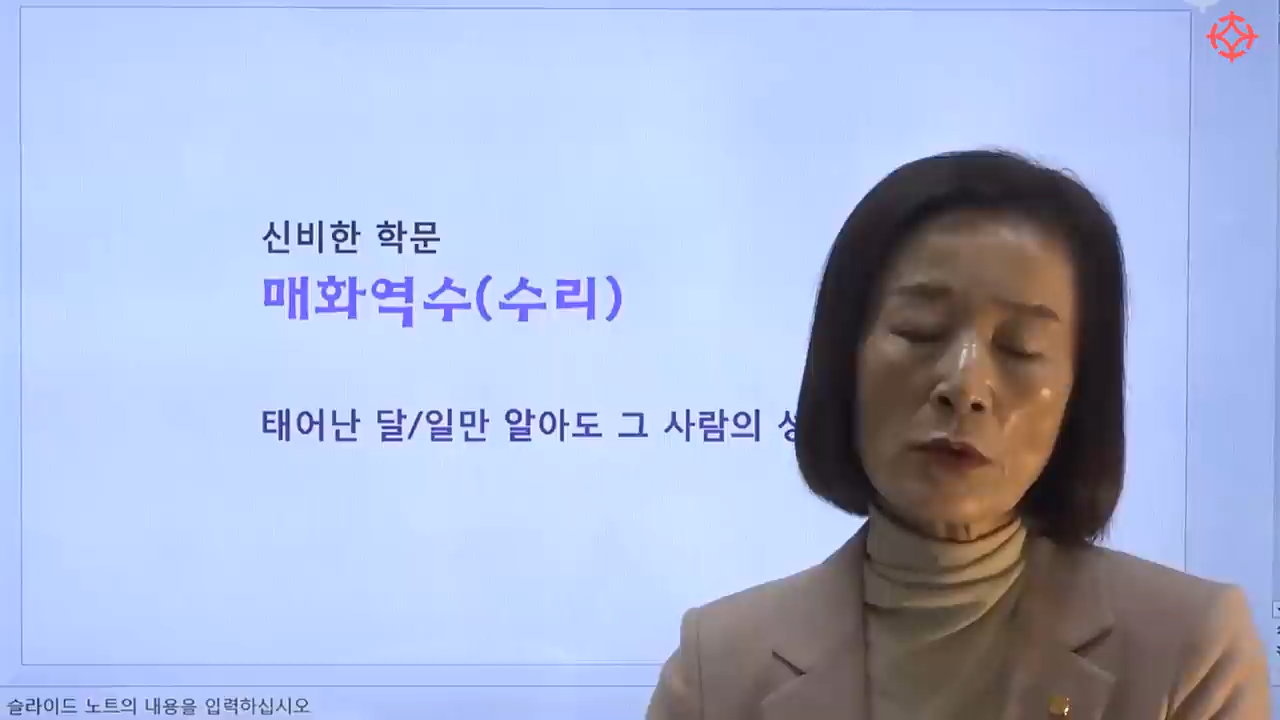 신비한 학문
매화역수(수리)
태어난 달/일만 알아도 그 사람의
슬라이드 노트의 내용을 입력하십시오